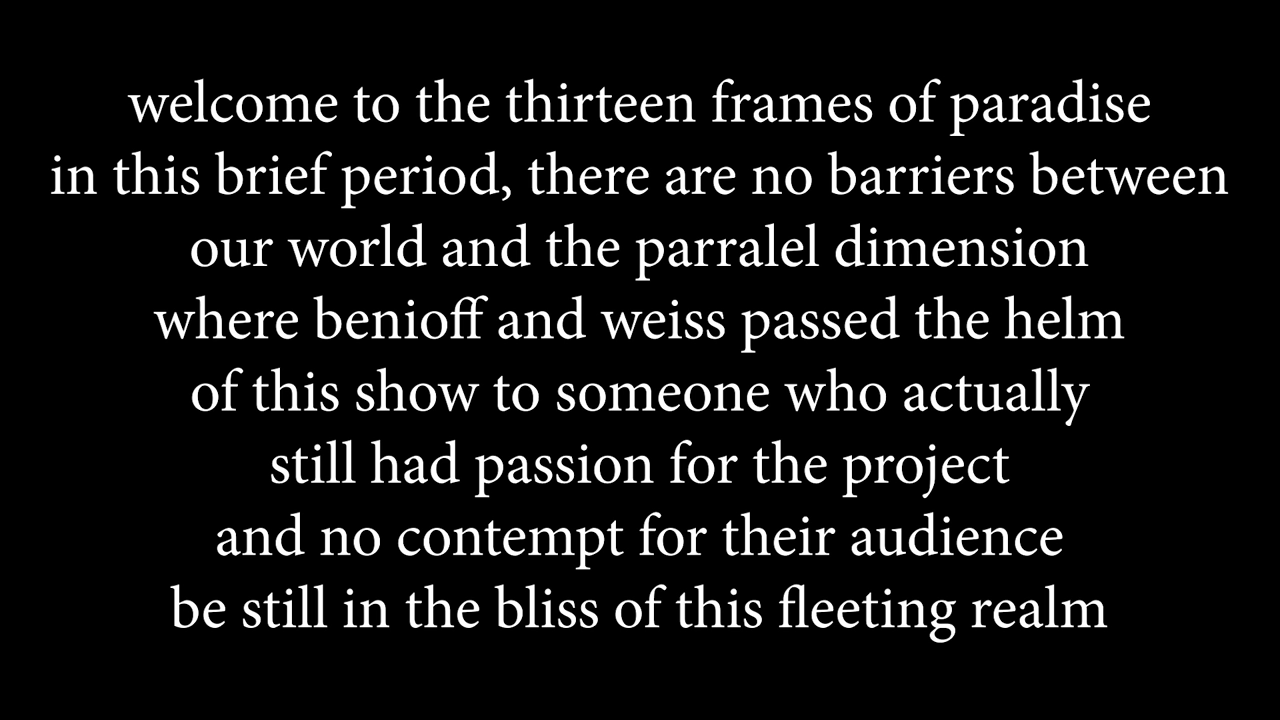 welcome to the thirteen frames of paradise
in this brief period, there are no barriers between
our world and the parralel dimension
where benioff and weiss passed the helm
of this show to someone who actually
still had passion for the project
and no contempt for their audience
be still in the bliss of this fleeting realm